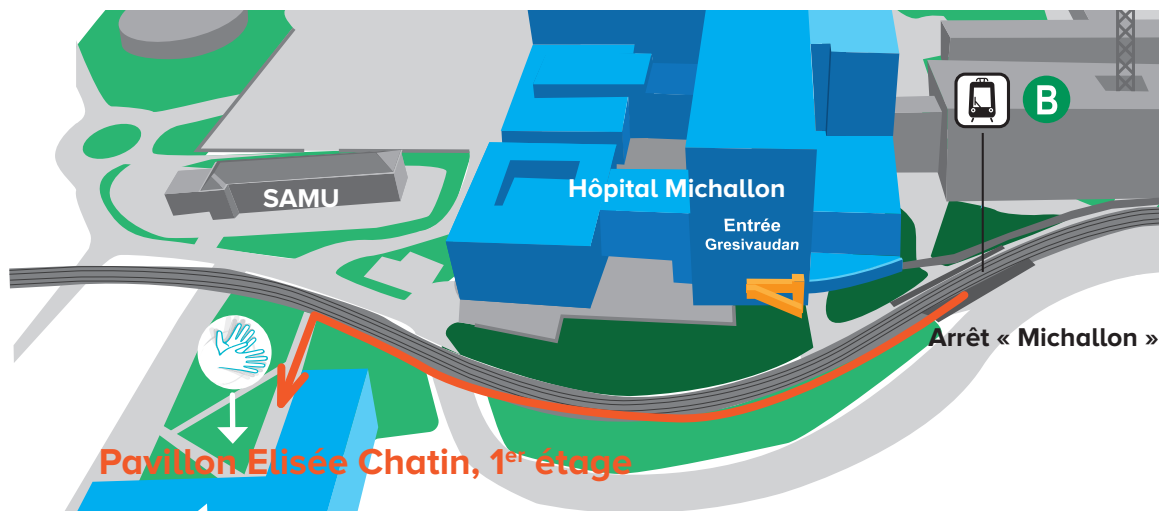 B
SAMU
Hôpital Michallon
Entrée
Gresivaudan
Arrêt « Michallon »
Pavillon Elisée Chatin, 1er étage